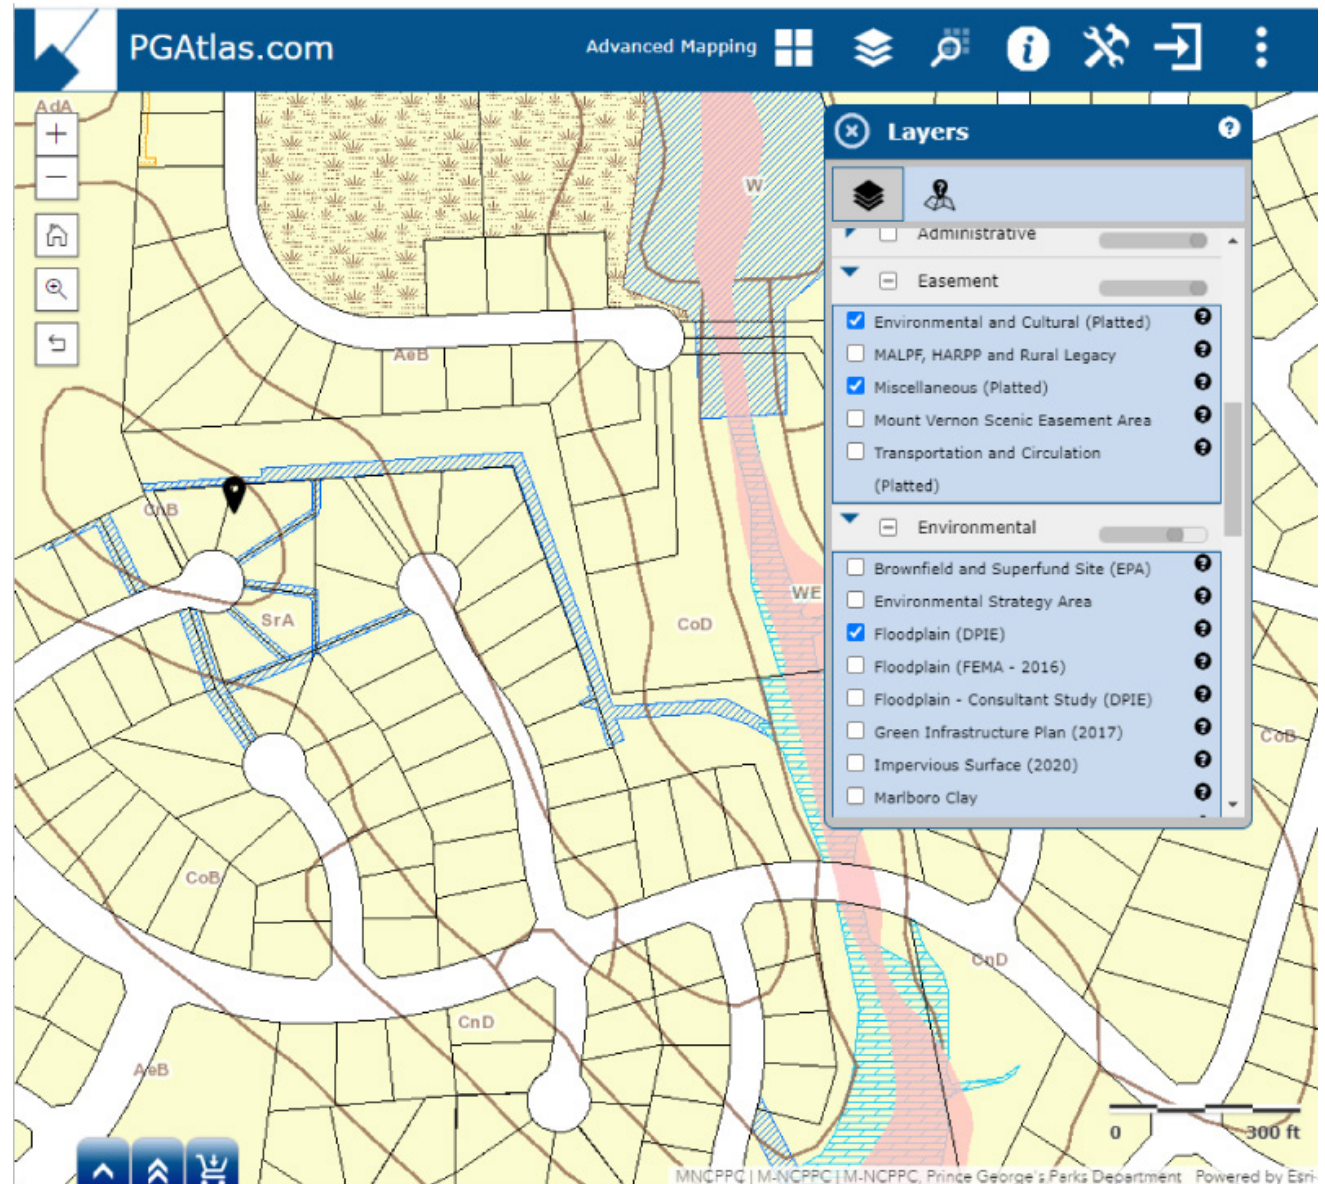 PGAtlas.com
Advanced Mapping
AdA
W
Layers
Administrative
Easement
Environmental and Cultural (Platted)
MALPF, HARPP and Rural Legacy
Miscellaneous (Platted)
Mount Vernon Scenic Easement Area
Transportation and Circulation
(Platted)
Environmental
Brownfield and Superfund Site (EPA)
Environmental Strategy Area
Floodplain (DPIE)
Floodplain (FEMA - 2016)
Floodplain - Consultant Study (DPIE)
Green Infrastructure Plan (2017)
Impervious Surface (2020)
Marlboro Clay
AeB
CnB
WE
SrA
CoD
CoB
CoB
CnD
CnD
AeB
0 300 ft
MNCPPC | M-NCPPC | M-NCPPC, Prince George's Parks Department Powered by Esri